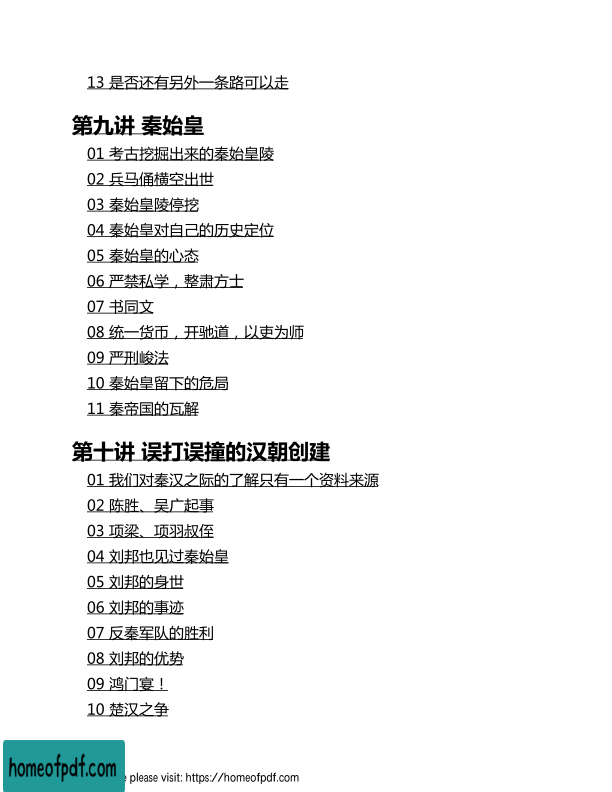 13 是否还有另外一条路可以走
第九讲 秦始皇
01 考古挖掘出来的秦始皇陵
02 兵马俑横空出世
03 秦始皇陵停挖
04 秦始皇对自己的历史定位
05 秦始皇的心态
06 严禁私学，整肃方士
07 书同文
08 统一货币，开驰道，以吏为师
09 严刑峻法
10 秦始皇留下的危局
11 秦帝国的瓦解
第十讲 误打误撞的汉朝创建
01 我们对秦汉之际的了解只有一个资料来源
02 陈胜、吴广起事
03 项梁、项羽叔侄
04 刘邦也见过秦始皇
05 刘邦的身世
06 刘邦的事迹
07 反秦军队的胜利
08 刘邦的优势
09 鸿门宴！
10 楚汉之争
homeofpdf.com
please visit: https://homeofpdf.com